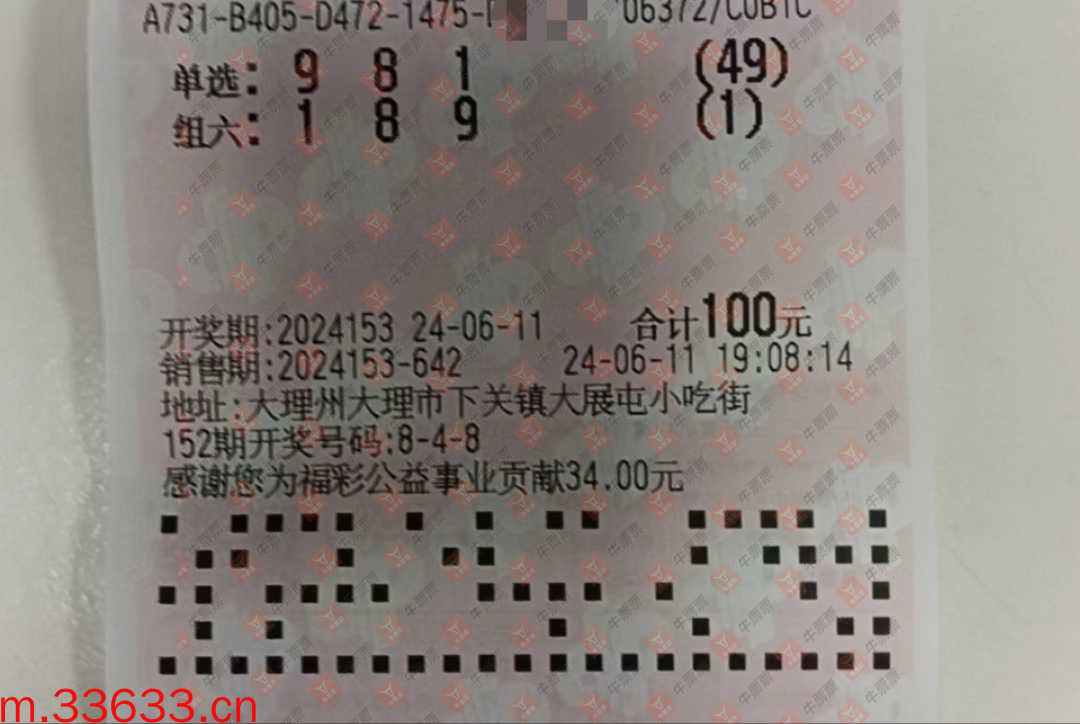 A731-B405-D472-1475- 06372/C0B1C
单选: 9 8 1 (49)
组六: 1 8 9 (1)
开奖期:2024153 24-06-11 合计100元
销售期:2024153-642 24-06-11 19:08:14
地址:大理州大理市下关镇大展屯小吃街
152期开奖号码:8-4-8
感谢您为福彩公益事业贡献34.00元
m.33633.cn